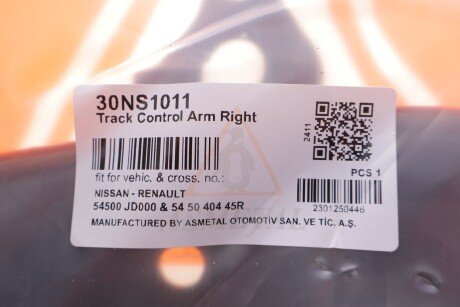 30NS1011
Track Control Arm Right
2411
fit for vehic. & cross. no.:
PCS 1
NISSAN - RENAULT
54500 JD000 & 54 50 404 45R
2301250446
MANUFACTURED BY ASMETAL OTOMOTİV SAN. VE TİC. A.Ş.